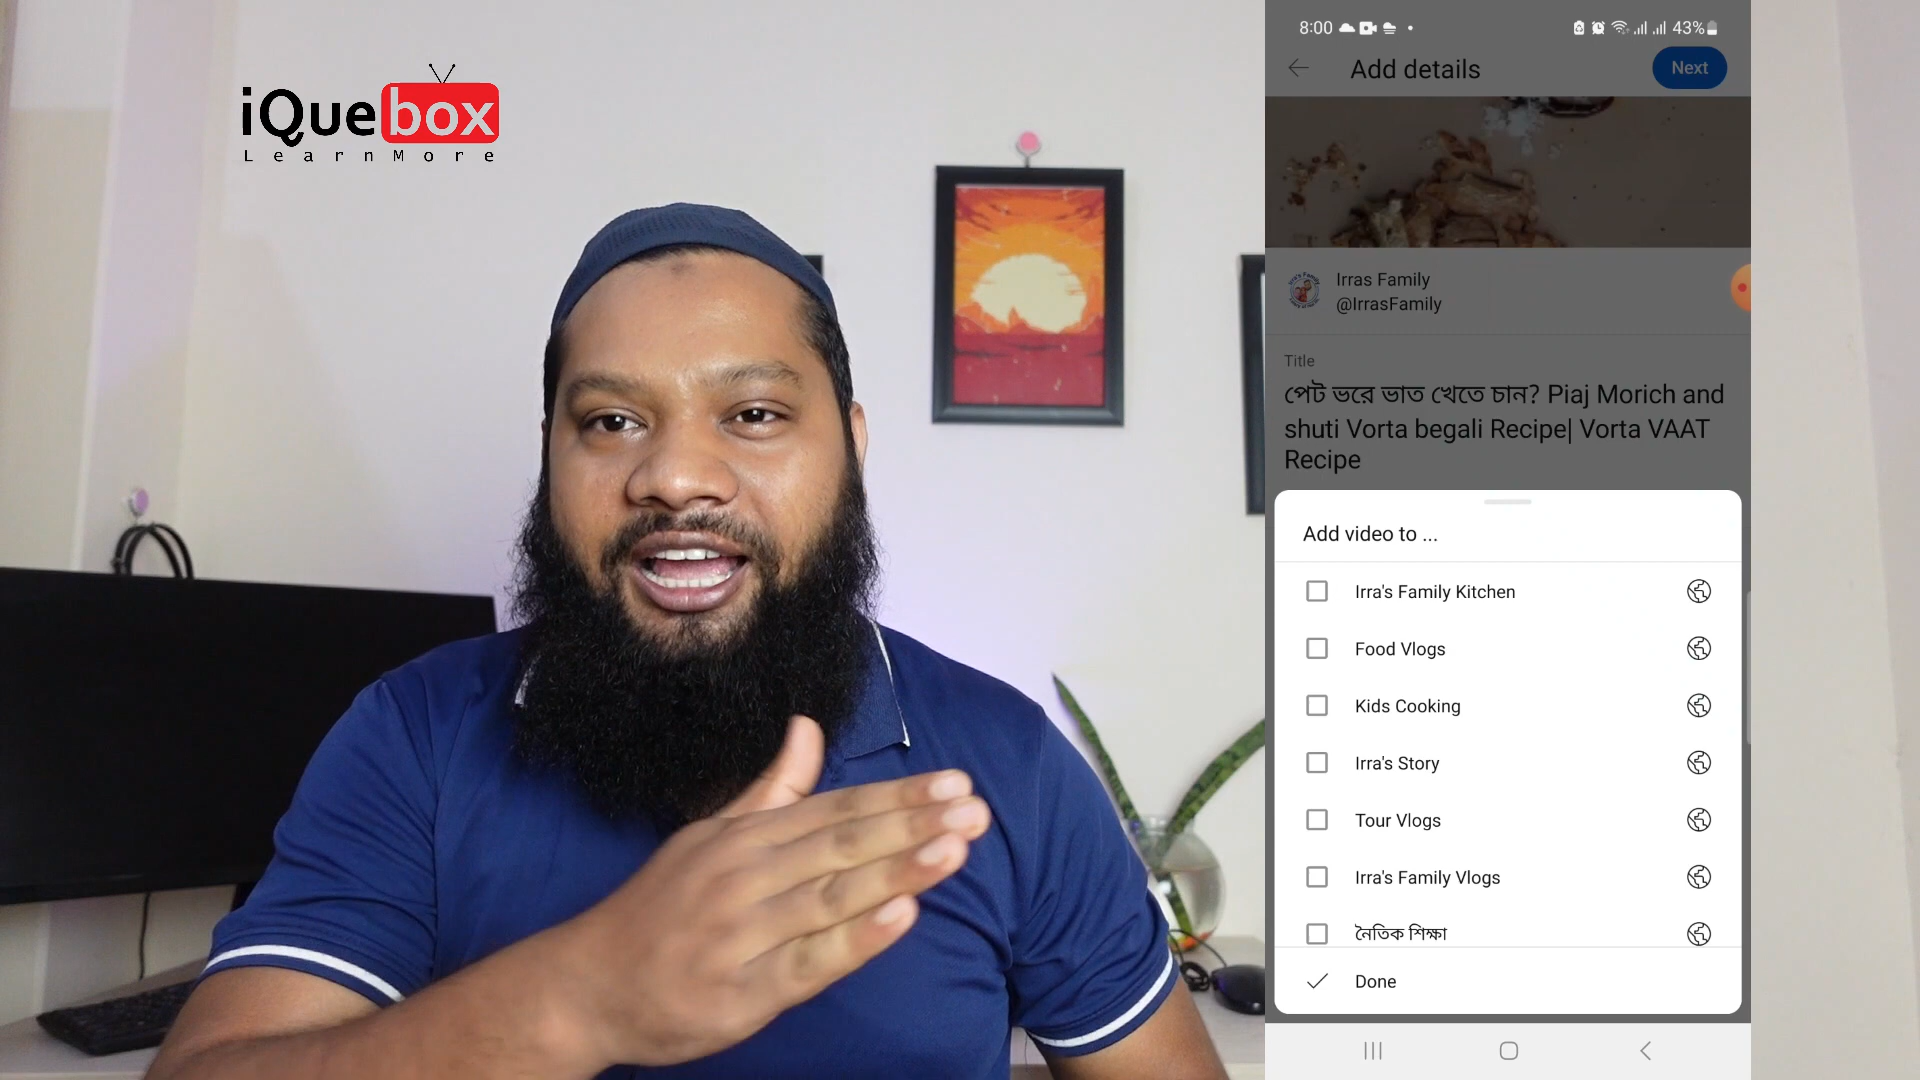 iQuebox
LearnMore
8:00
43%
Add details
Next
Irras Family
@IrrasFamily
Title
পেট ভরে ভাত খেতে চান? Piaj Morich and
shuti Vorta begali Recipe| Vorta VAAT
Recipe
Add video to ...
Irra's Family Kitchen
Food Vlogs
Kids Cooking
Irra's Story
Tour Vlogs
Irra's Family Vlogs
নৈতিক শিক্ষা
Done